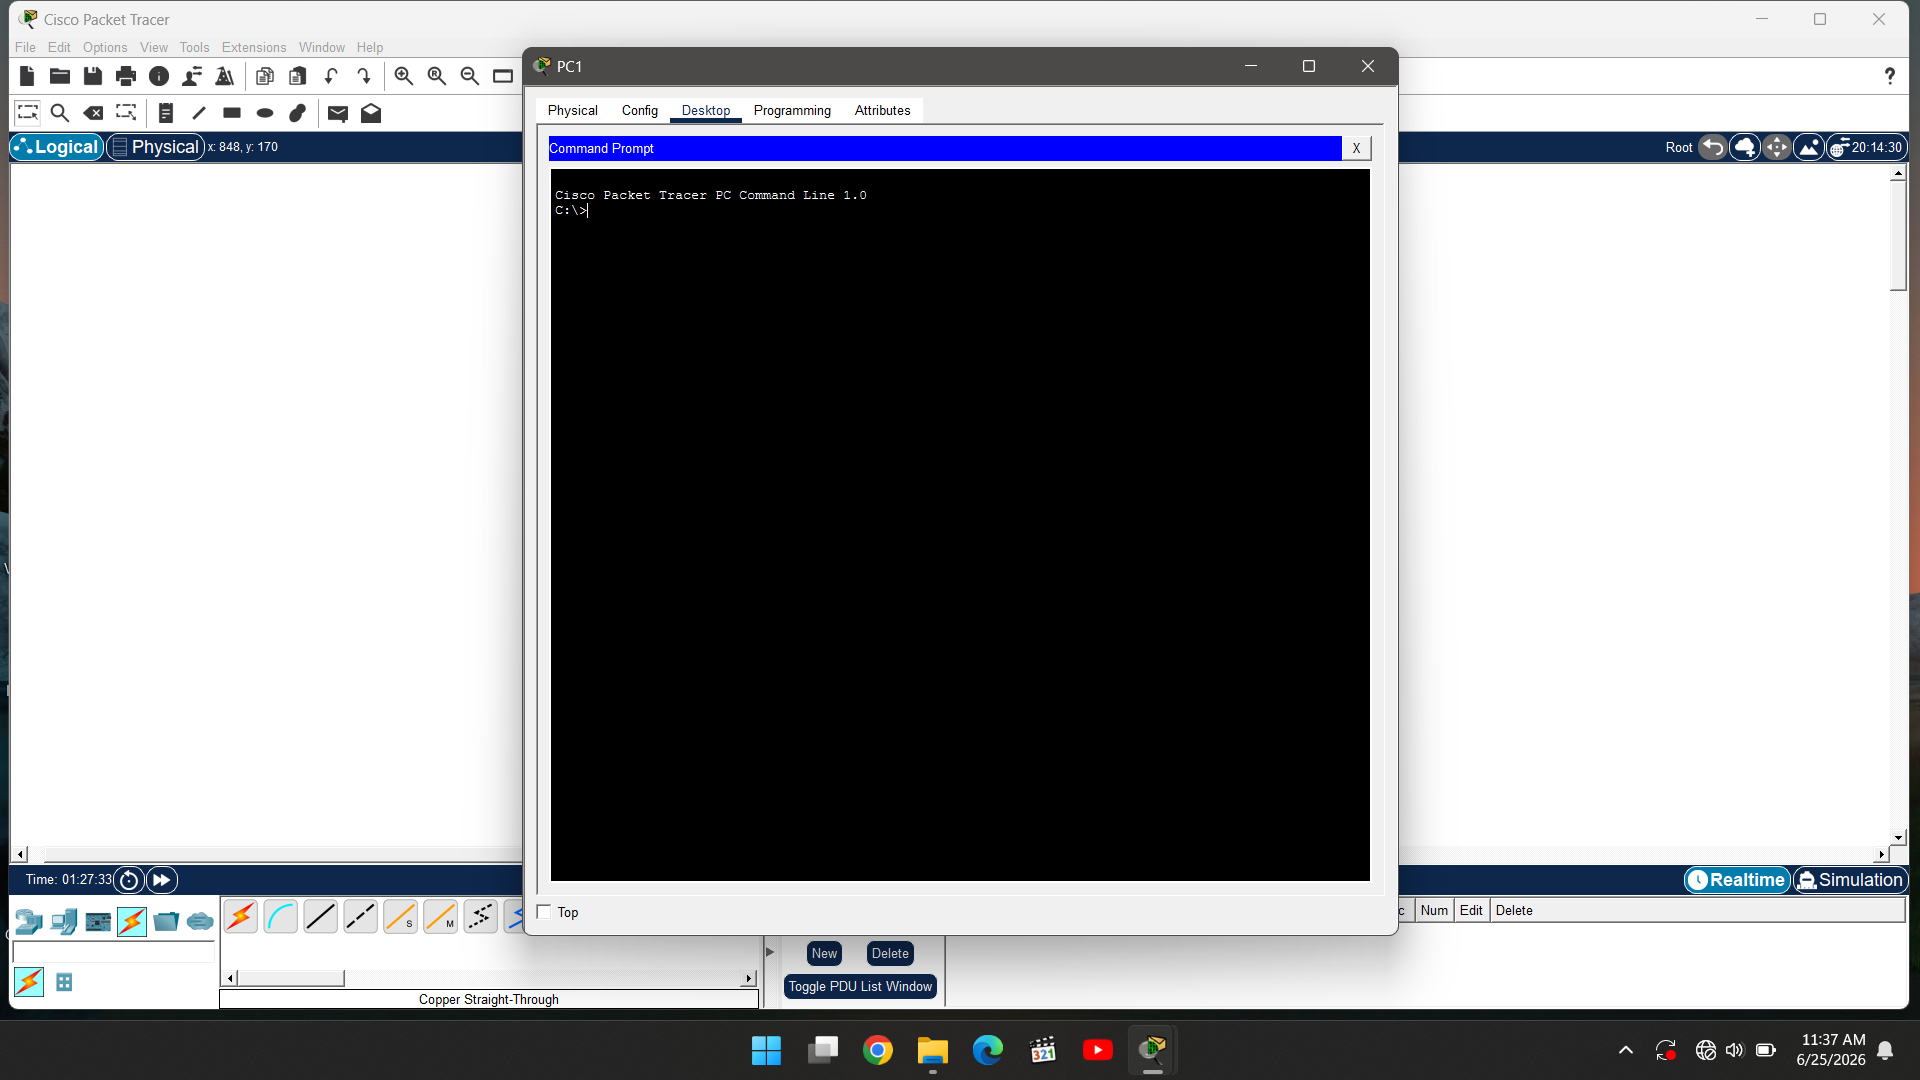 Cisco Packet Tracer
File Edit Options View Tools Extensions Window Help
?
Logical Physical x: 848, y: 170
Root 20:14:30
PC1
Physical Config Desktop Programming Attributes
Command Prompt X
Cisco Packet Tracer PC Command Line 1.0
C:\>
Top
Time: 01:27:33
Realtime Simulation
S M
c Num Edit Delete
New Delete
Toggle PDU List Window
Copper Straight-Through
321
11:37 AM
6/25/2026